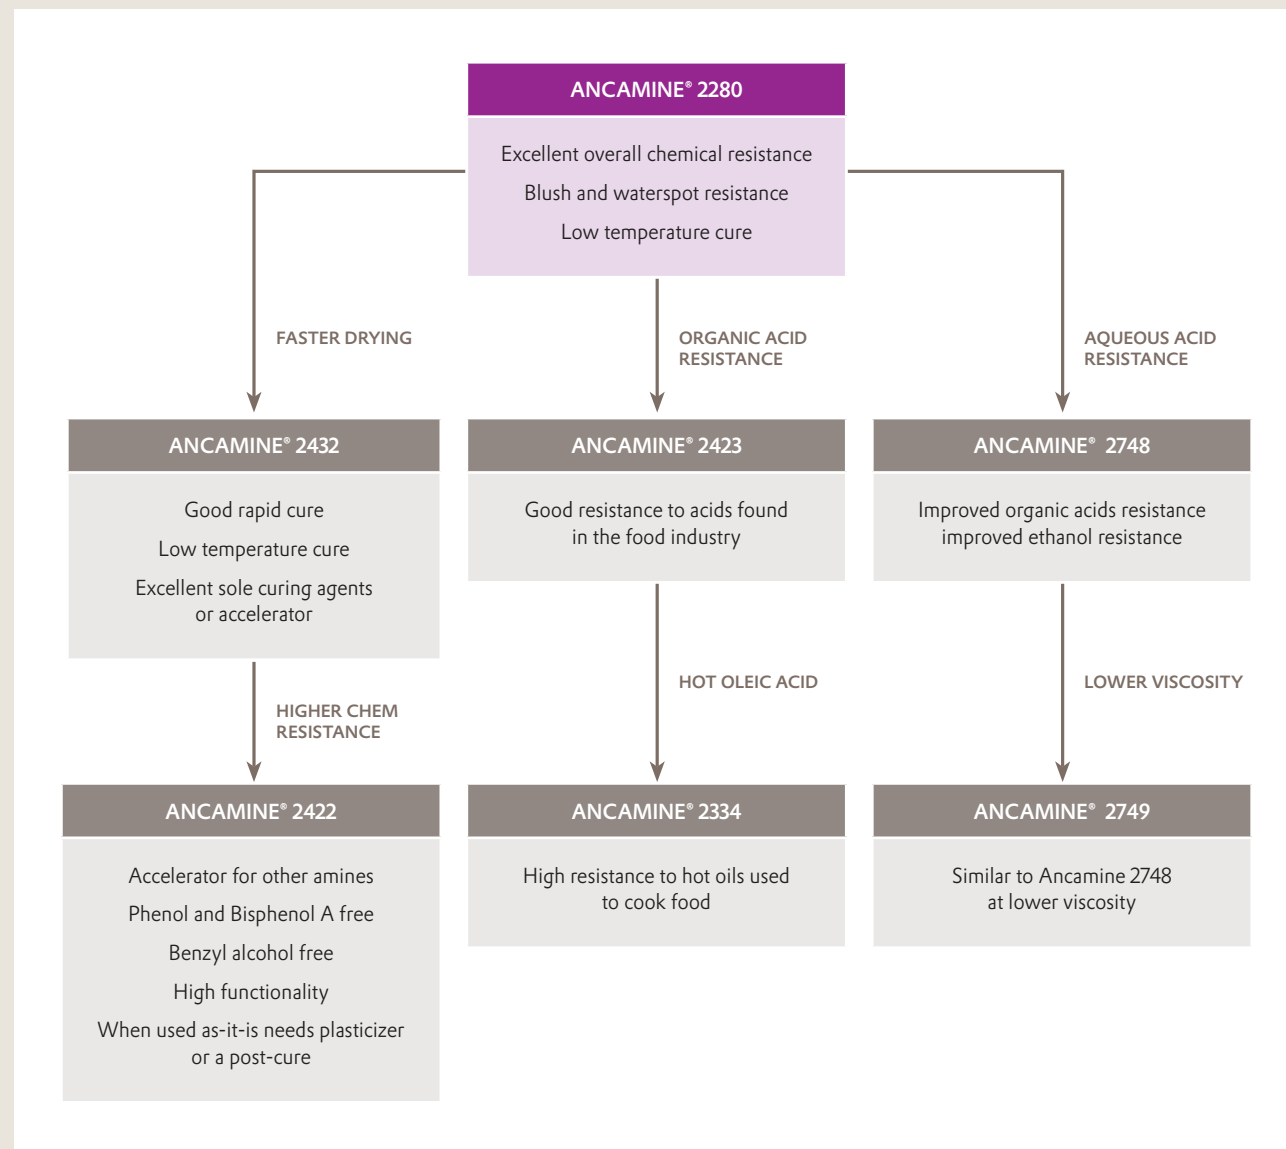 ANCAMINE® 2280
Excellent overall chemical resistance
Blush and waterspot resistance
Low temperature cure
FASTER DRYING
ORGANIC ACID
RESISTANCE
AQUEOUS ACID
RESISTANCE
ANCAMINE® 2432
Good rapid cure
Low temperature cure
Excellent sole curing agents
or accelerator
ANCAMINE® 2423
Good resistance to acids found
in the food industry
ANCAMINE® 2748
Improved organic acids resistance
improved ethanol resistance
HIGHER CHEM
RESISTANCE
HOT OLEIC ACID
LOWER VISCOSITY
ANCAMINE® 2422
Accelerator for other amines
Phenol and Bisphenol A free
Benzyl alcohol free
High functionality
When used as-it-is needs plasticizer
or a post-cure
ANCAMINE® 2334
High resistance to hot oils used
to cook food
ANCAMINE® 2749
Similar to Ancamine 2748
at lower viscosity